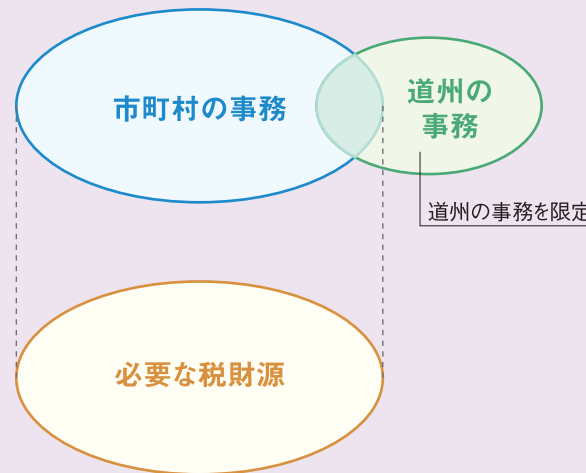 市町村の事務
道州の
事務
道州の事務を限定
必要な税財源